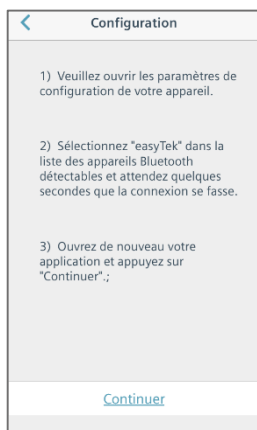 Configuration
1) Veuillez ouvrir les paramètres de
configuration de votre appareil.
2) Sélectionnez "easyTek" dans la
liste des appareils Bluetooth
détectables et attendez quelques
secondes que la connexion se fasse.
3) Ouvrez de nouveau votre
application et appuyez sur
"Continuer".;
Continuer